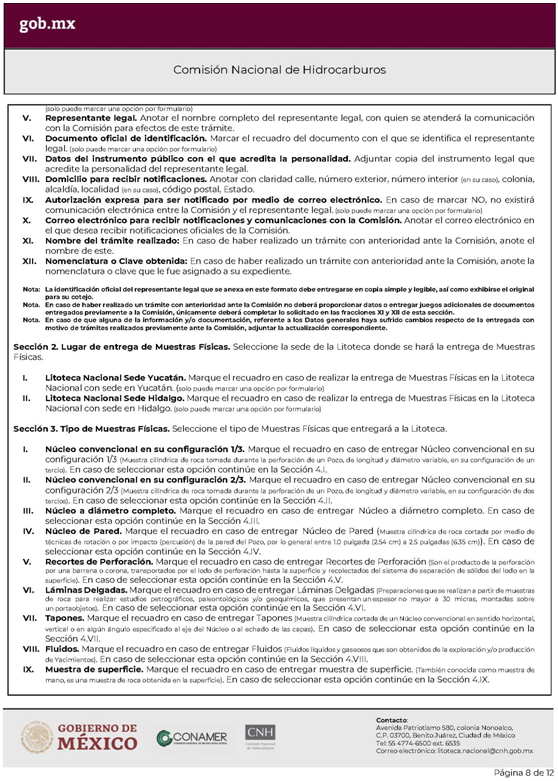 gob.mx
Comisión Nacional de Hidrocarburos
(solo puede marcar una opción por formulario)
V. Representante legal. Anotar el nombre completo del representante legal, con quien se atenderá la comunicación
con la Comisión para efectos de este trámite.
VI. Documento oficial de identificación. Marcar el recuadro del documento con el que se identifica el representante
legal. (solo puede marcar una opción por formulario)
VII. Datos del instrumento público con el que acredita la personalidad. Adjuntar copia del instrumento legal que
acredite la personalidad del representante legal.
VIII. Domicilio para recibir notificaciones. Anotar con claridad calle, número exterior, número interior (en su caso), colonia,
alcaldía, localidad (en su caso), código postal, Estado.
IX. Autorización expresa para ser notificado por medio de correo electrónico. En caso de marcar NO, no existirá
comunicación electrónica entre la Comisión y el representante legal. (solo puede marcar una opción por formulario)
X. Correo electrónico para recibir notificaciones y comunicaciones con la Comisión. Anotar el correo electrónico en
el que desea recibir notificaciones oficiales de la Comisión.
XI. Nombre del trámite realizado: En caso de haber realizado un trámite con anterioridad ante la Comisión, anote el
nombre de este.
XII. Nomenclatura o Clave obtenida: En caso de haber realizado un trámite con anterioridad ante la Comisión, anote la
nomenclatura o clave que le fue asignado a su expediente.
Nota: La identificación oficial del representante legal que se anexa en este formato debe entregarse en copia simple y legible, así como exhibirse el original
para su cotejo.
Nota. En caso de haber realizado un trámite con anterioridad ante la Comisión no deberá proporcionar datos o entregar juegos adicionales de documentos
entregados previamente a la Comisión, únicamente deberá completar lo solicitado en las fracciones XI y XII de esta sección.
Nota. En caso de que alguna de la información y/o documentación, referente a los Datos generales haya sufrido cambios respecto de la entregada con
motivo de trámites realizados previamente ante la Comisión, adjuntar la actualización correspondiente.
Sección 2. Lugar de entrega de Muestras Físicas. Seleccione la sede de la Litoteca donde se hará la entrega de Muestras
Físicas.
I. Litoteca Nacional Sede Yucatán. Marque el recuadro en caso de realizar la entrega de Muestras Físicas en la Litoteca
Nacional con sede en Yucatán. (solo puede marcar una opción por formulario)
II. Litoteca Nacional Sede Hidalgo. Marque el recuadro en caso de realizar la entrega de Muestras Físicas en la Litoteca
Nacional con sede en Hidalgo. (solo puede marcar una opción por formulario)
Sección 3. Tipo de Muestras Físicas. Seleccione el tipo de Muestras Físicas que entregará a la Litoteca.
I. Núcleo convencional en su configuración 1/3. Marque el recuadro en caso de entregar Núcleo convencional en su
configuración 1/3 (Muestra cilíndrica de roca tomada durante la perforación de un Pozo, de longitud y diámetro variable, en su configuración de un
tercio). En caso de seleccionar esta opción continúe en la Sección 4.I.
II. Núcleo convencional en su configuración 2/3. Marque el recuadro en caso de entregar Núcleo convencional en su
configuración 2/3 (Muestra cilíndrica de roca tomada durante la perforación de un Pozo, de longitud y diámetro variable, en su configuración de dos
tercios). En caso de seleccionar esta opción continúe en la Sección 4.II.
III. Núcleo a diámetro completo. Marque el recuadro en caso de entregar Núcleo a diámetro completo. En caso de
seleccionar esta opción continúe en la Sección 4.III.
IV. Núcleo de Pared. Marque el recuadro en caso de entregar Núcleo de Pared (Muestra cilíndrica de roca cortada por medio de
técnicas de rotación o por impacto (percusión) de la pared del Pozo, por lo general entre 1.0 pulgada (2.54 cm) a 2.5 pulgadas (6.35 cm)). En caso de
seleccionar esta opción continúe en la Sección 4.IV.
V. Recortes de Perforación. Marque el recuadro en caso de entregar Recortes de Perforación (Son el producto de la perforación
por una barrena o corona, transportados por el lodo de perforación hasta la superficie y recolectados del sistema de separación de sólidos del lodo en la
superficie). En caso de seleccionar esta opción continúe en la Sección 4.V.
VI. Láminas Delgadas. Marque el recuadro en caso de entregar Láminas Delgadas (Preparaciones que se realizan a partir de muestras
de roca para realizar estudios petrográficos, paleontológicos y/o geoquímicos, que presentan un espesor no mayor a 30 micras, montadas sobre
un portaobjetos). En caso de seleccionar esta opción continúe en la Sección 4.VI.
VII. Tapones. Marque el recuadro en caso de entregar Tapones (Muestra cilíndrica cortada de un Núcleo convencional en sentido horizontal,
vertical o en algún ángulo especificado al eje del Núcleo o al echado de las capas). En caso de seleccionar esta opción continúe en la
Sección 4.VII.
VIII. Fluidos. Marque el recuadro en caso de entregar Fluidos (Fluidos líquidos y gaseosos que son obtenidos de la exploración y/o producción
de Yacimientos). En caso de seleccionar esta opción continúe en la Sección 4.VIII.
IX. Muestra de superficie. Marque el recuadro en caso de entregar muestra de superficie. (También conocida como muestra de
mano, es una muestra de roca obtenida en la superficie). En caso de seleccionar esta opción continúe en la Sección 4.IX.
GOBIERNO DE
MÉXICO
CONAMER
CNH
Comisión Nacional
de Hidrocarburos
Contacto:
Avenida Patriotismo 580, colonia Nonoalco,
C.P. 03700, Benito Juárez, Ciudad de México
Tel: 55 4774-6500 ext. 6535
Correo electrónico: litoteca.nacional@cnh.gob.mx
Página 8 de 12